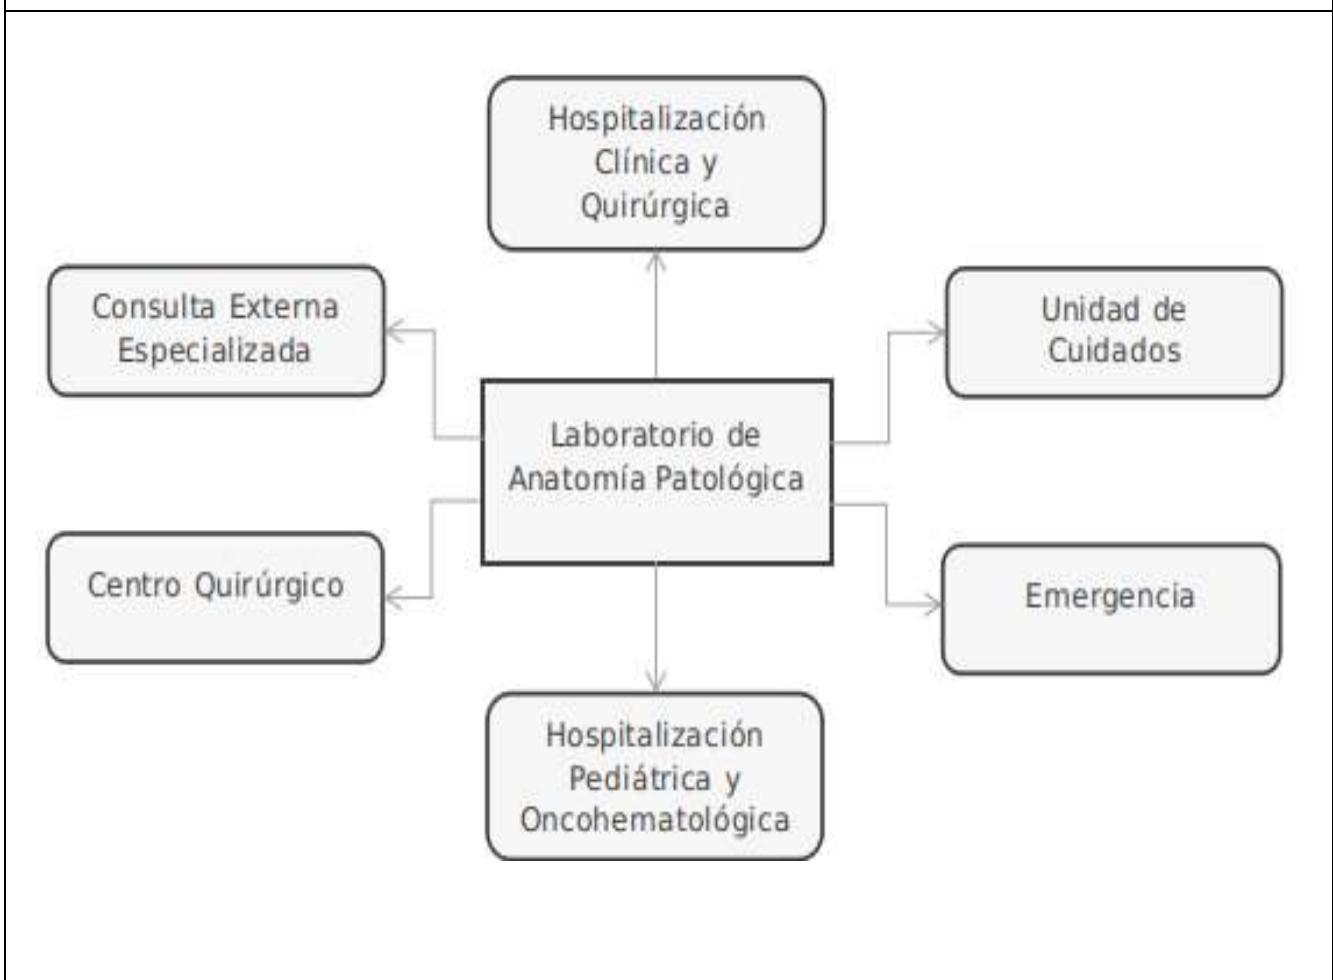 Hospitalización
Clínica y
Quirúrgica
Consulta Externa
Especializada
Unidad de
Cuidados
Laboratorio de
Anatomía Patológica
Centro Quirúrgico
Emergencia
Hospitalización
Pediátrica y
Oncohematológica